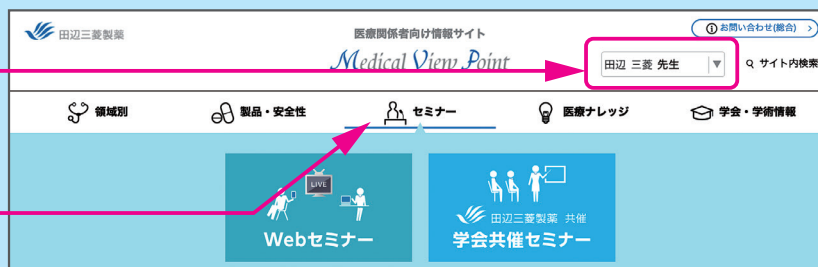 田辺三菱製薬
医療関係者向け情報サイト
Medical View Point
お問い合わせ(総合)
田辺 三菱 先生
サイト内検索
領域別
製品・安全性
セミナー
医療ナレッジ
学会・学術情報
LIVE
Webセミナー
田辺三菱製薬 共催
学会共催セミナー